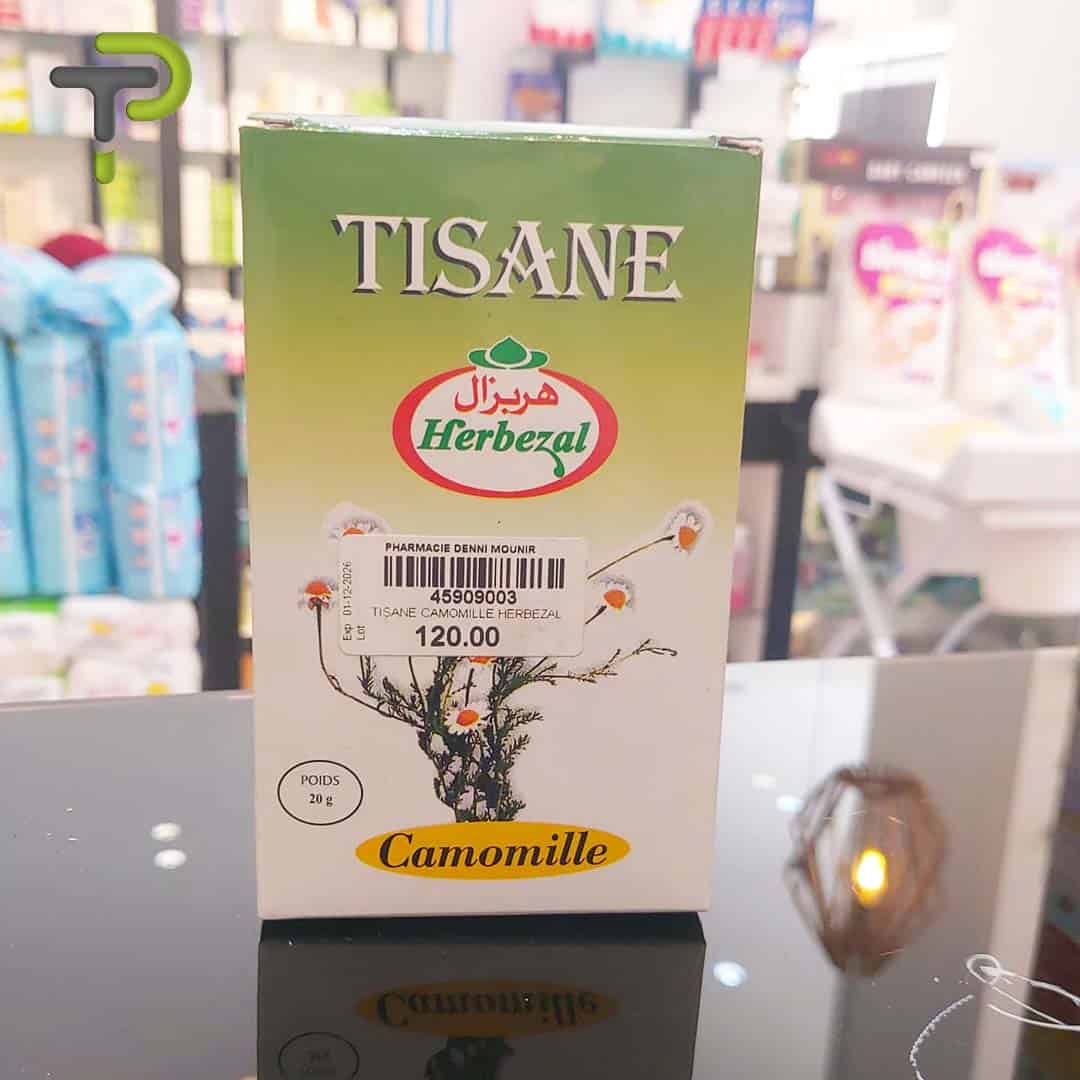 TISANE
هربزال
Herbezal
PHARMACIE DENNI MOUNIR
45909003
TISANE CAMOMILLE HERBEZAL
120.00
Exp 01-12-2026
Lot
POIDS
20 g
Camomille